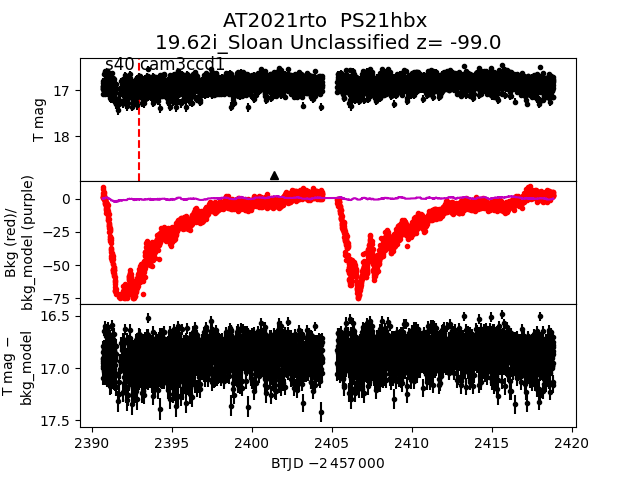 AT2021rto  PS21hbx
19.62i_Sloan Unclassified z= -99.0
s40 cam3ccd1
T mag
17
18
Bkg (red)/
bkg_model (purple)
0
−25
−50
−75
T mag −
bkg_model
16.5
17.0
17.5
2390 2395 2400 2405 2410 2415 2420
BTJD −2 457 000